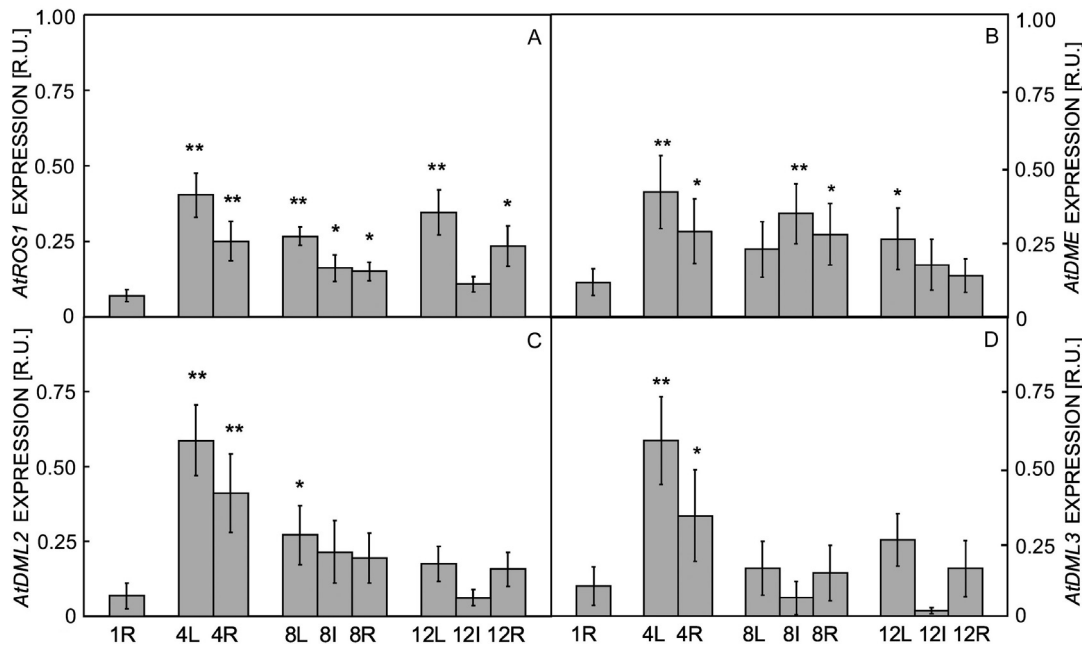 1.00
0.75
0.50
0.25
0
AtROS1 EXPRESSION [R.U.]
A
** ** ** * * ** *
B
** * ** * *
1.00
0.75
0.50
0.25
0
AtDME EXPRESSION [R.U.]
0.75
0.50
0.25
0
AtDML2 EXPRESSION [R.U.]
C
** ** *
1R 4L 4R 8L 8I 8R 12L 12I 12R
D
** *
1R 4L 4R 8L 8I 8R 12L 12I 12R
0.75
0.50
0.25
0
AtDML3 EXPRESSION [R.U.]